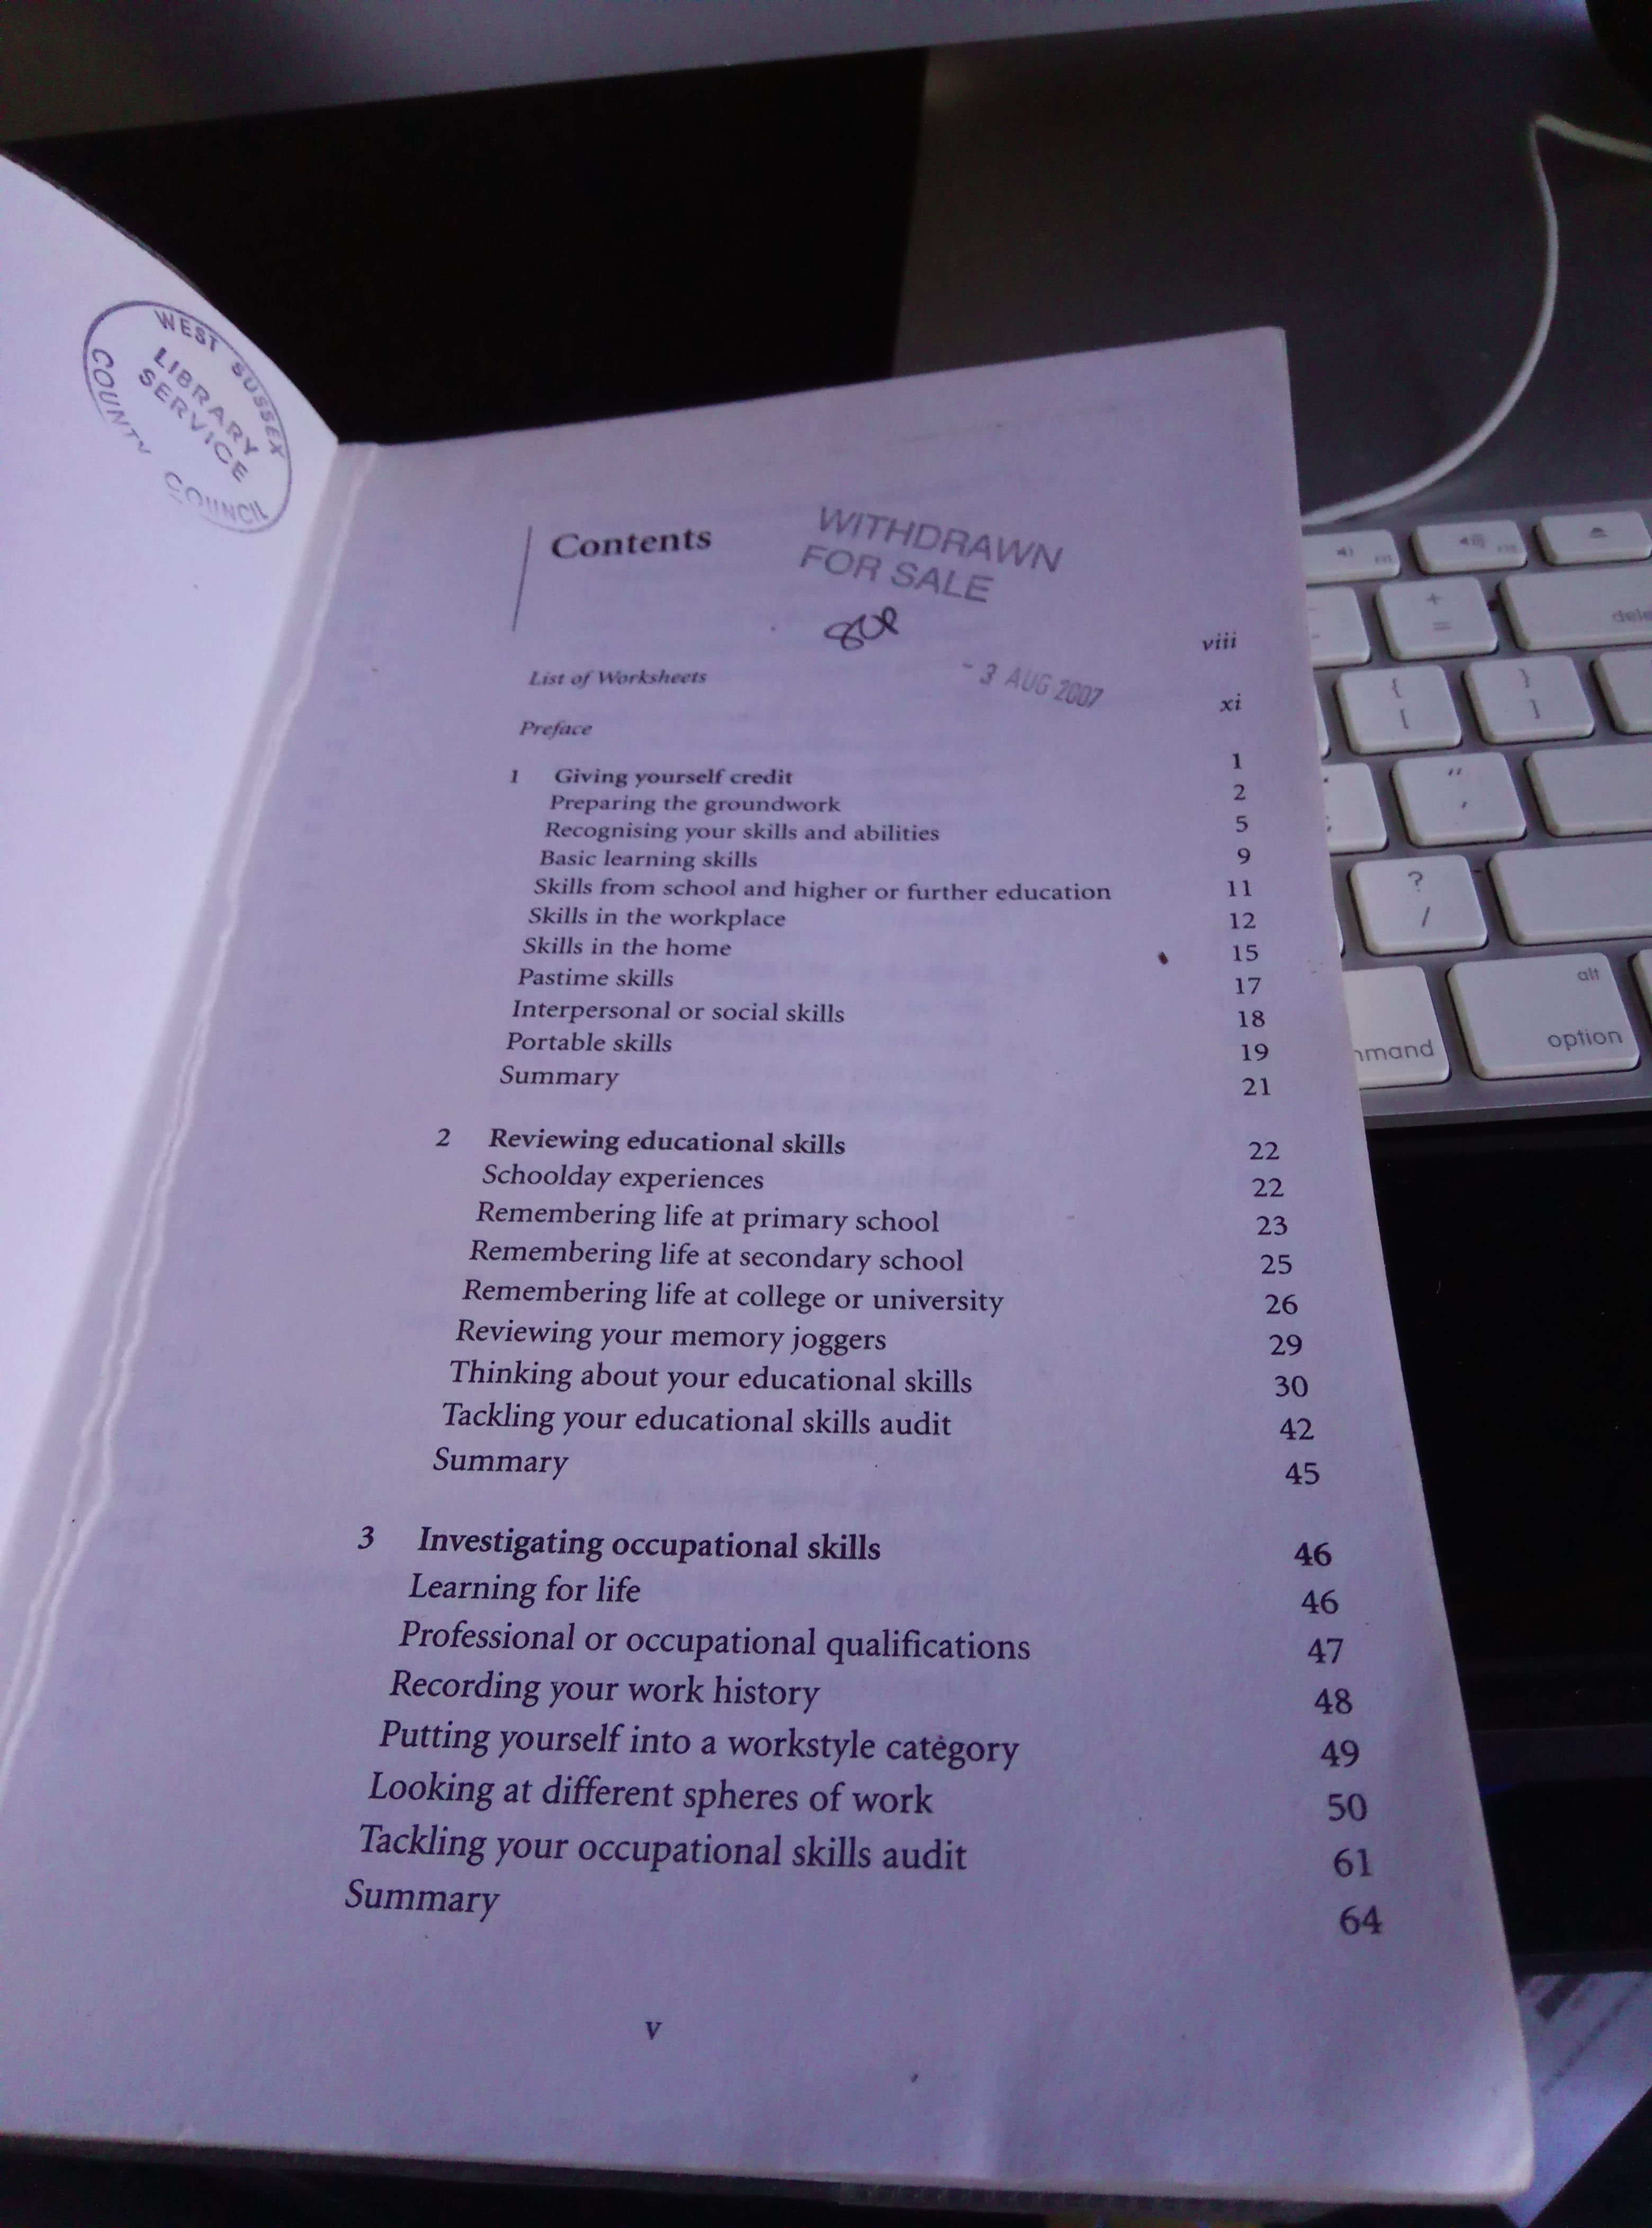 WEST SUSSEX
LIBRARY
SERVICE
COUNTY COUNCIL
Contents
WITHDRAWN
FOR SALE
- 3 AUG 2007
List of Worksheets viii
Preface xi
1 Giving yourself credit 1
Preparing the groundwork 2
Recognising your skills and abilities 5
Basic learning skills 9
Skills from school and higher or further education 11
Skills in the workplace 12
Skills in the home 15
Pastime skills 17
Interpersonal or social skills 18
Portable skills 19
Summary 21
2 Reviewing educational skills 22
Schoolday experiences 22
Remembering life at primary school 23
Remembering life at secondary school 25
Remembering life at college or university 26
Reviewing your memory joggers 29
Thinking about your educational skills 30
Tackling your educational skills audit 42
Summary 45
3 Investigating occupational skills 46
Learning for life 46
Professional or occupational qualifications 47
Recording your work history 48
Putting yourself into a workstyle category 49
Looking at different spheres of work 50
Tackling your occupational skills audit 61
Summary 64
v
+
=
dele
{
[
}
]
"
'
?
/
mmand
alt
option